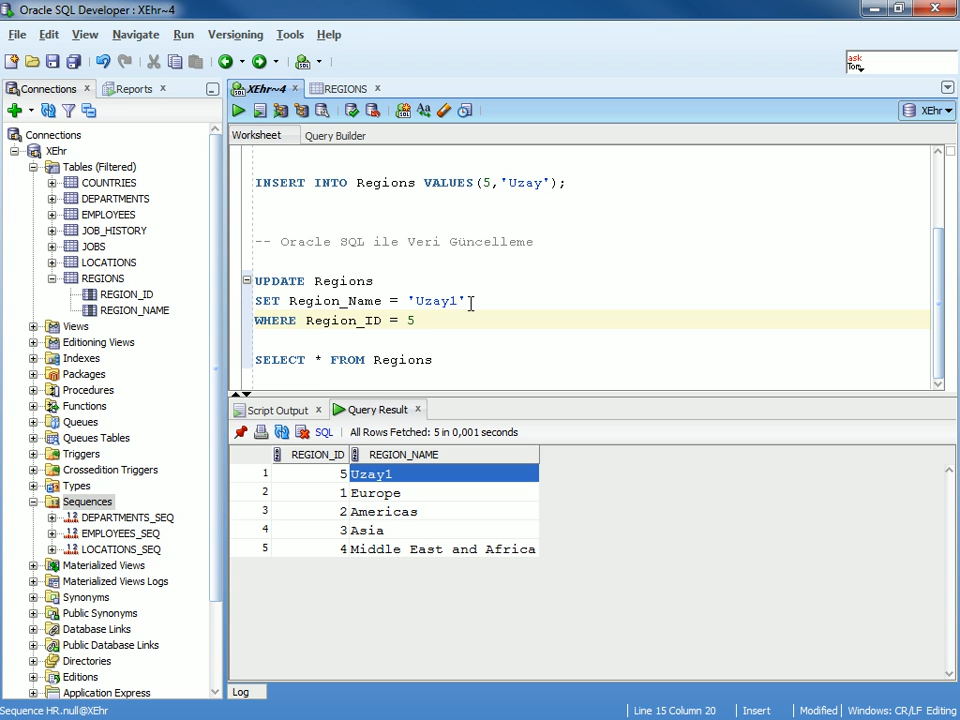 Oracle SQL Developer : XEhr~4
File Edit View Navigate Run Versioning Tools Help
ask
Tom
Connections Reports
XEhr~4 REGIONS
XEhr
Worksheet Query Builder
Connections
XEhr
Tables (Filtered)
COUNTRIES
DEPARTMENTS
EMPLOYEES
JOB_HISTORY
JOBS
LOCATIONS
REGIONS
REGION_ID
REGION_NAME
Views
Editioning Views
Indexes
Packages
Procedures
Functions
Queues
Queues Tables
Triggers
Crossedition Triggers
Types
Sequences
DEPARTMENTS_SEQ
EMPLOYEES_SEQ
LOCATIONS_SEQ
Materialized Views
Materialized Views Logs
Synonyms
Public Synonyms
Database Links
Public Database Links
Directories
Editions
Application Express
INSERT INTO Regions VALUES(5,'Uzay');
-- Oracle SQL ile Veri Güncelleme
UPDATE Regions
SET Region_Name = 'Uzay1'
WHERE Region_ID = 5
SELECT * FROM Regions
Script Output Query Result
SQL | All Rows Fetched: 5 in 0,001 seconds
REGION_ID REGION_NAME
1 5 Uzay1
2 1 Europe
3 2 Americas
4 3 Asia
5 4 Middle East and Africa
Log
Sequence HR.null@XEhr
Line 15 Column 20 Insert Modified Windows: CR/LF Editing